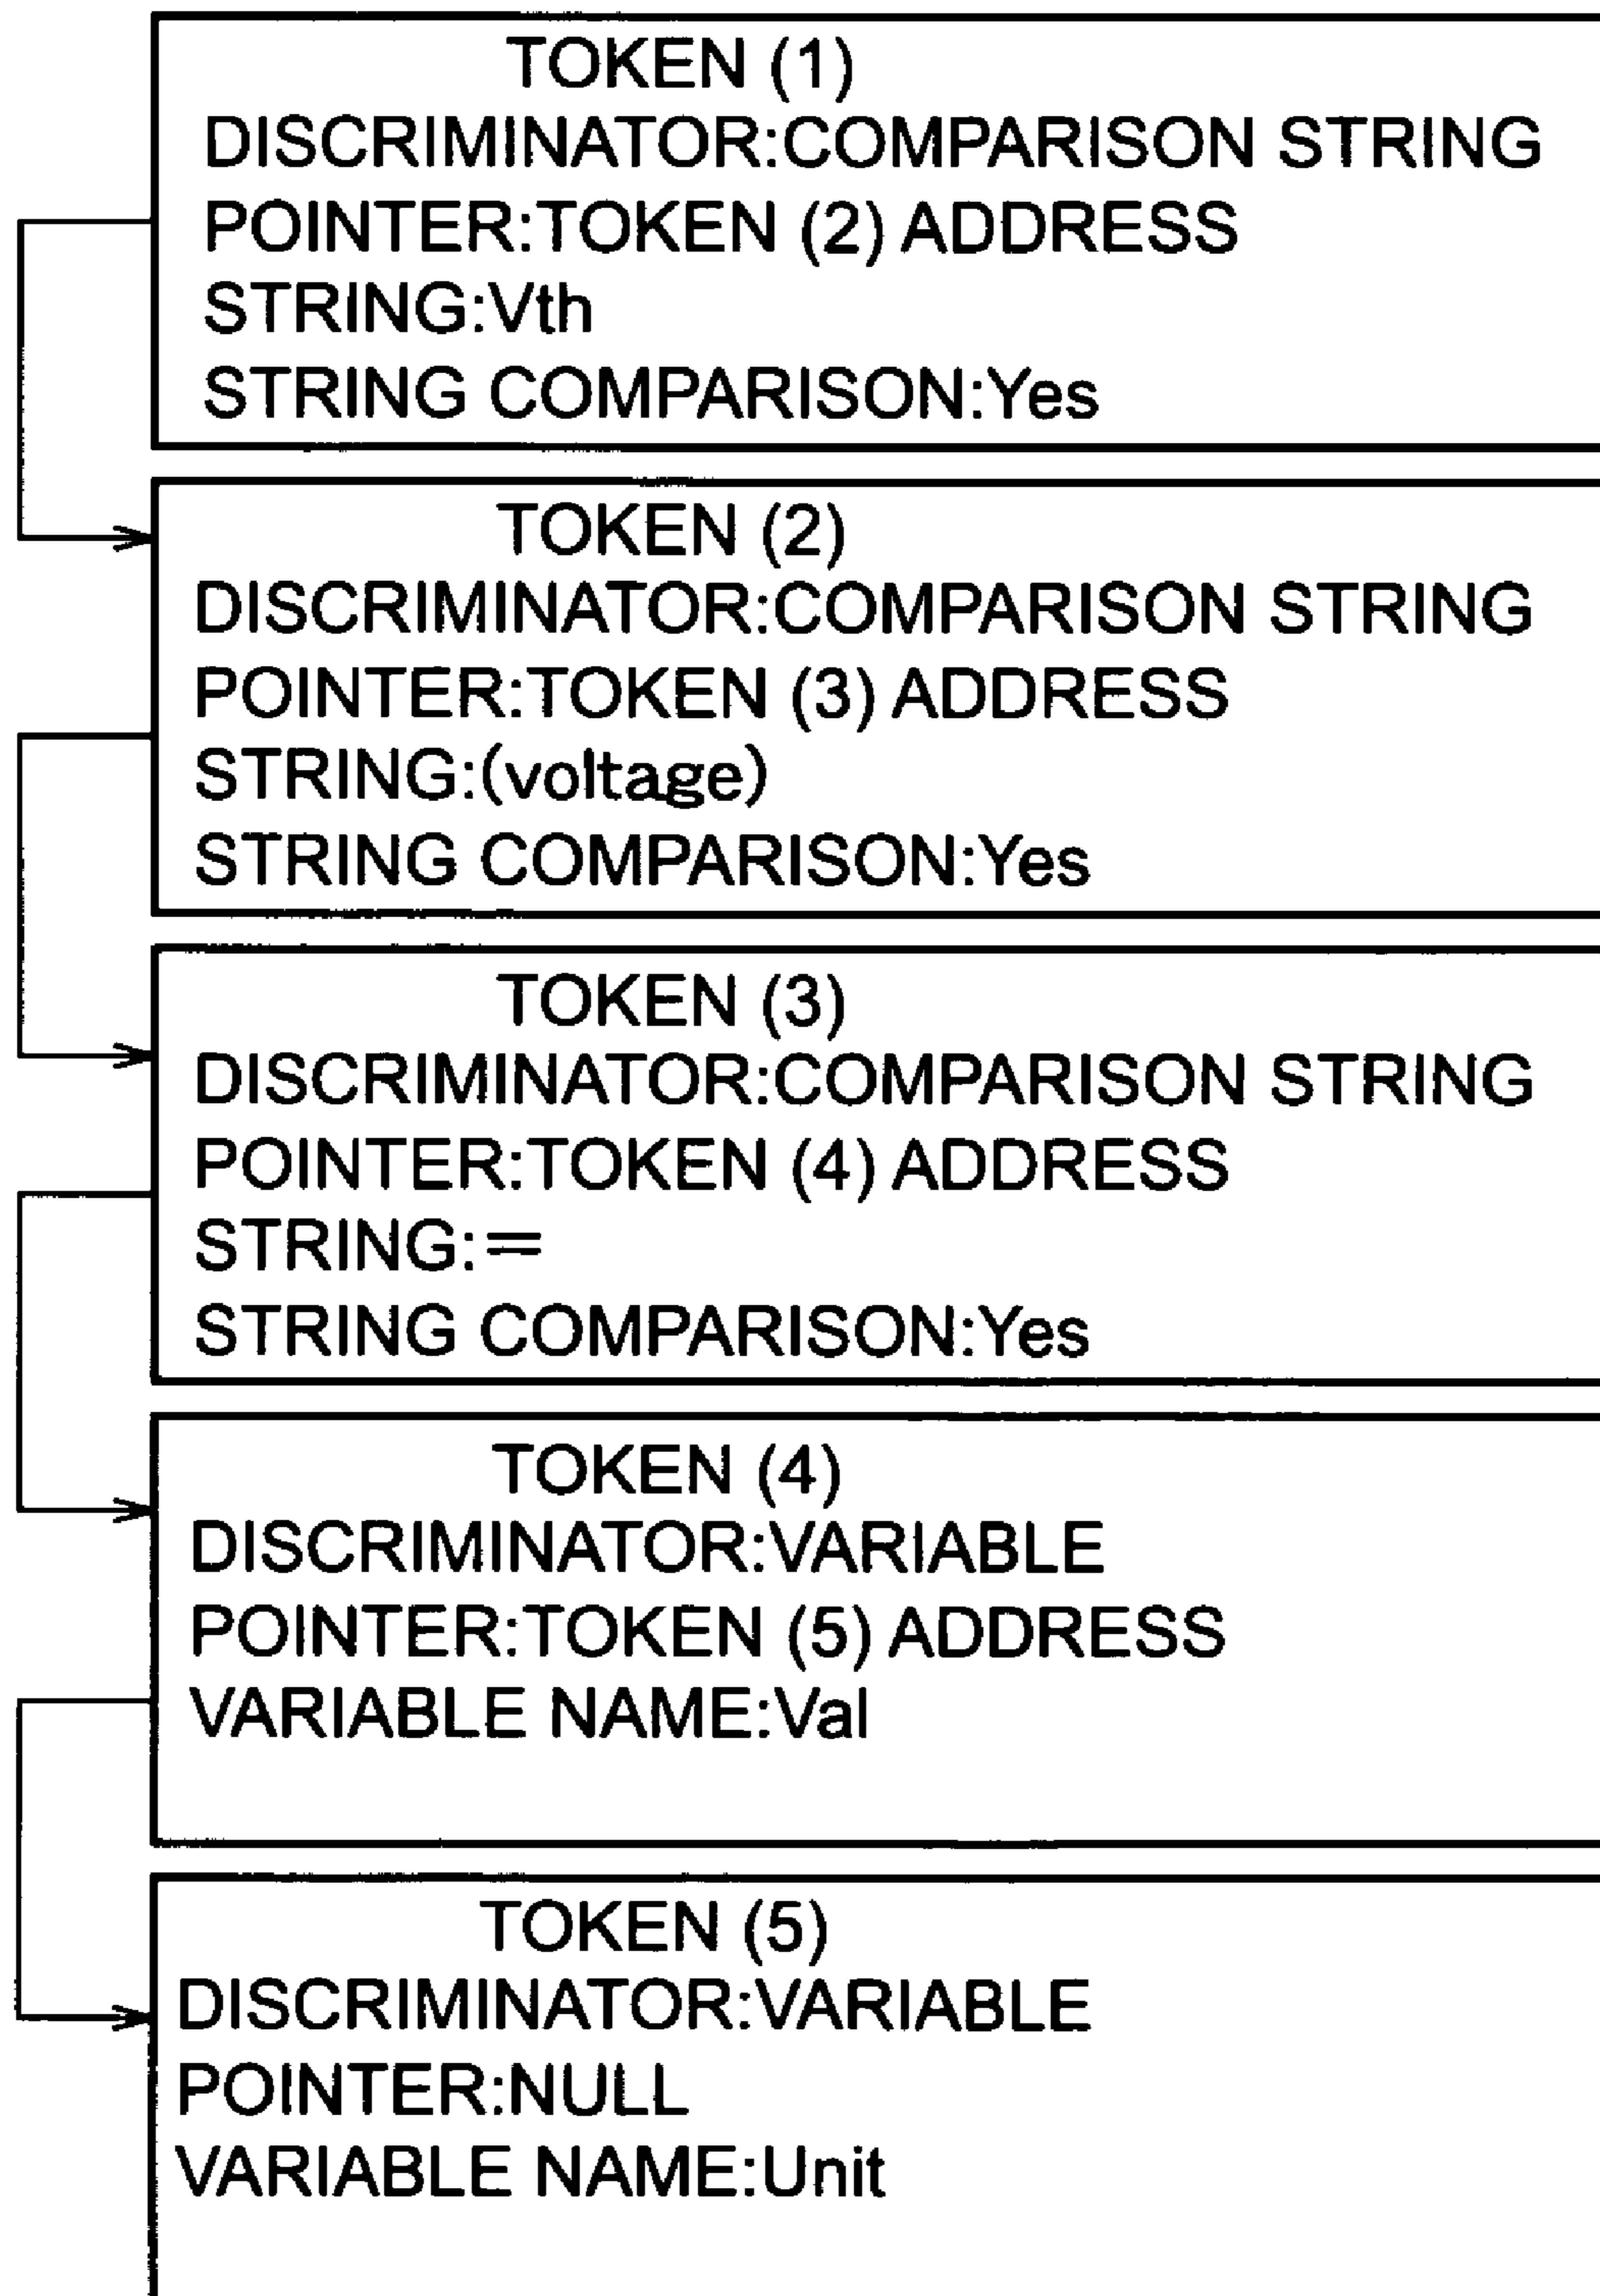 TOKEN (1)
DISCRIMINATOR:COMPARISON STRING
POINTER:TOKEN (2) ADDRESS
STRING:Vth
STRING COMPARISON:Yes
TOKEN (2)
DISCRIMINATOR:COMPARISON STRING
POINTER:TOKEN (3) ADDRESS
STRING:(voltage)
STRING COMPARISON:Yes
TOKEN (3)
DISCRIMINATOR:COMPARISON STRING
POINTER:TOKEN (4) ADDRESS
STRING:=
STRING COMPARISON:Yes
TOKEN (4)
DISCRIMINATOR:VARIABLE
POINTER:TOKEN (5) ADDRESS
VARIABLE NAME:Val
TOKEN (5)
DISCRIMINATOR:VARIABLE
POINTER:NULL
VARIABLE NAME:Unit